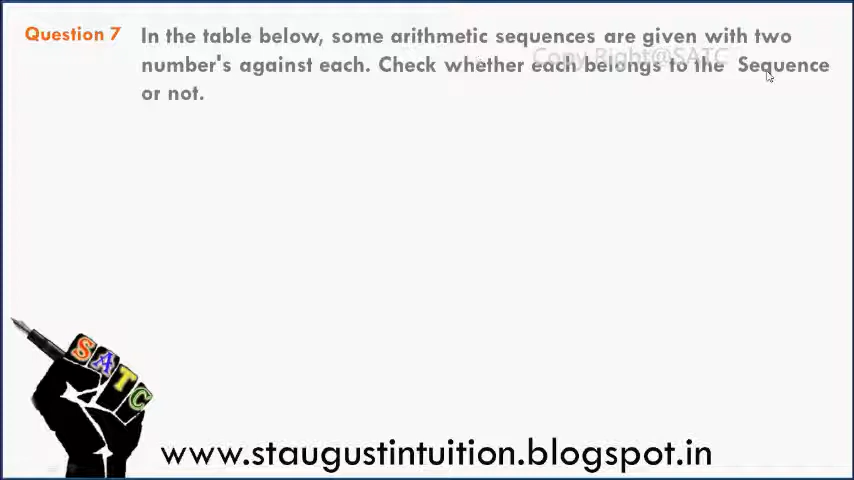 Question 7 In the table below, some arithmetic sequences are given with two
Copy Right@SATC
number's against each. Check whether each belongs to the Sequence
or not.
SATC
www.staugustintuition.blogspot.in